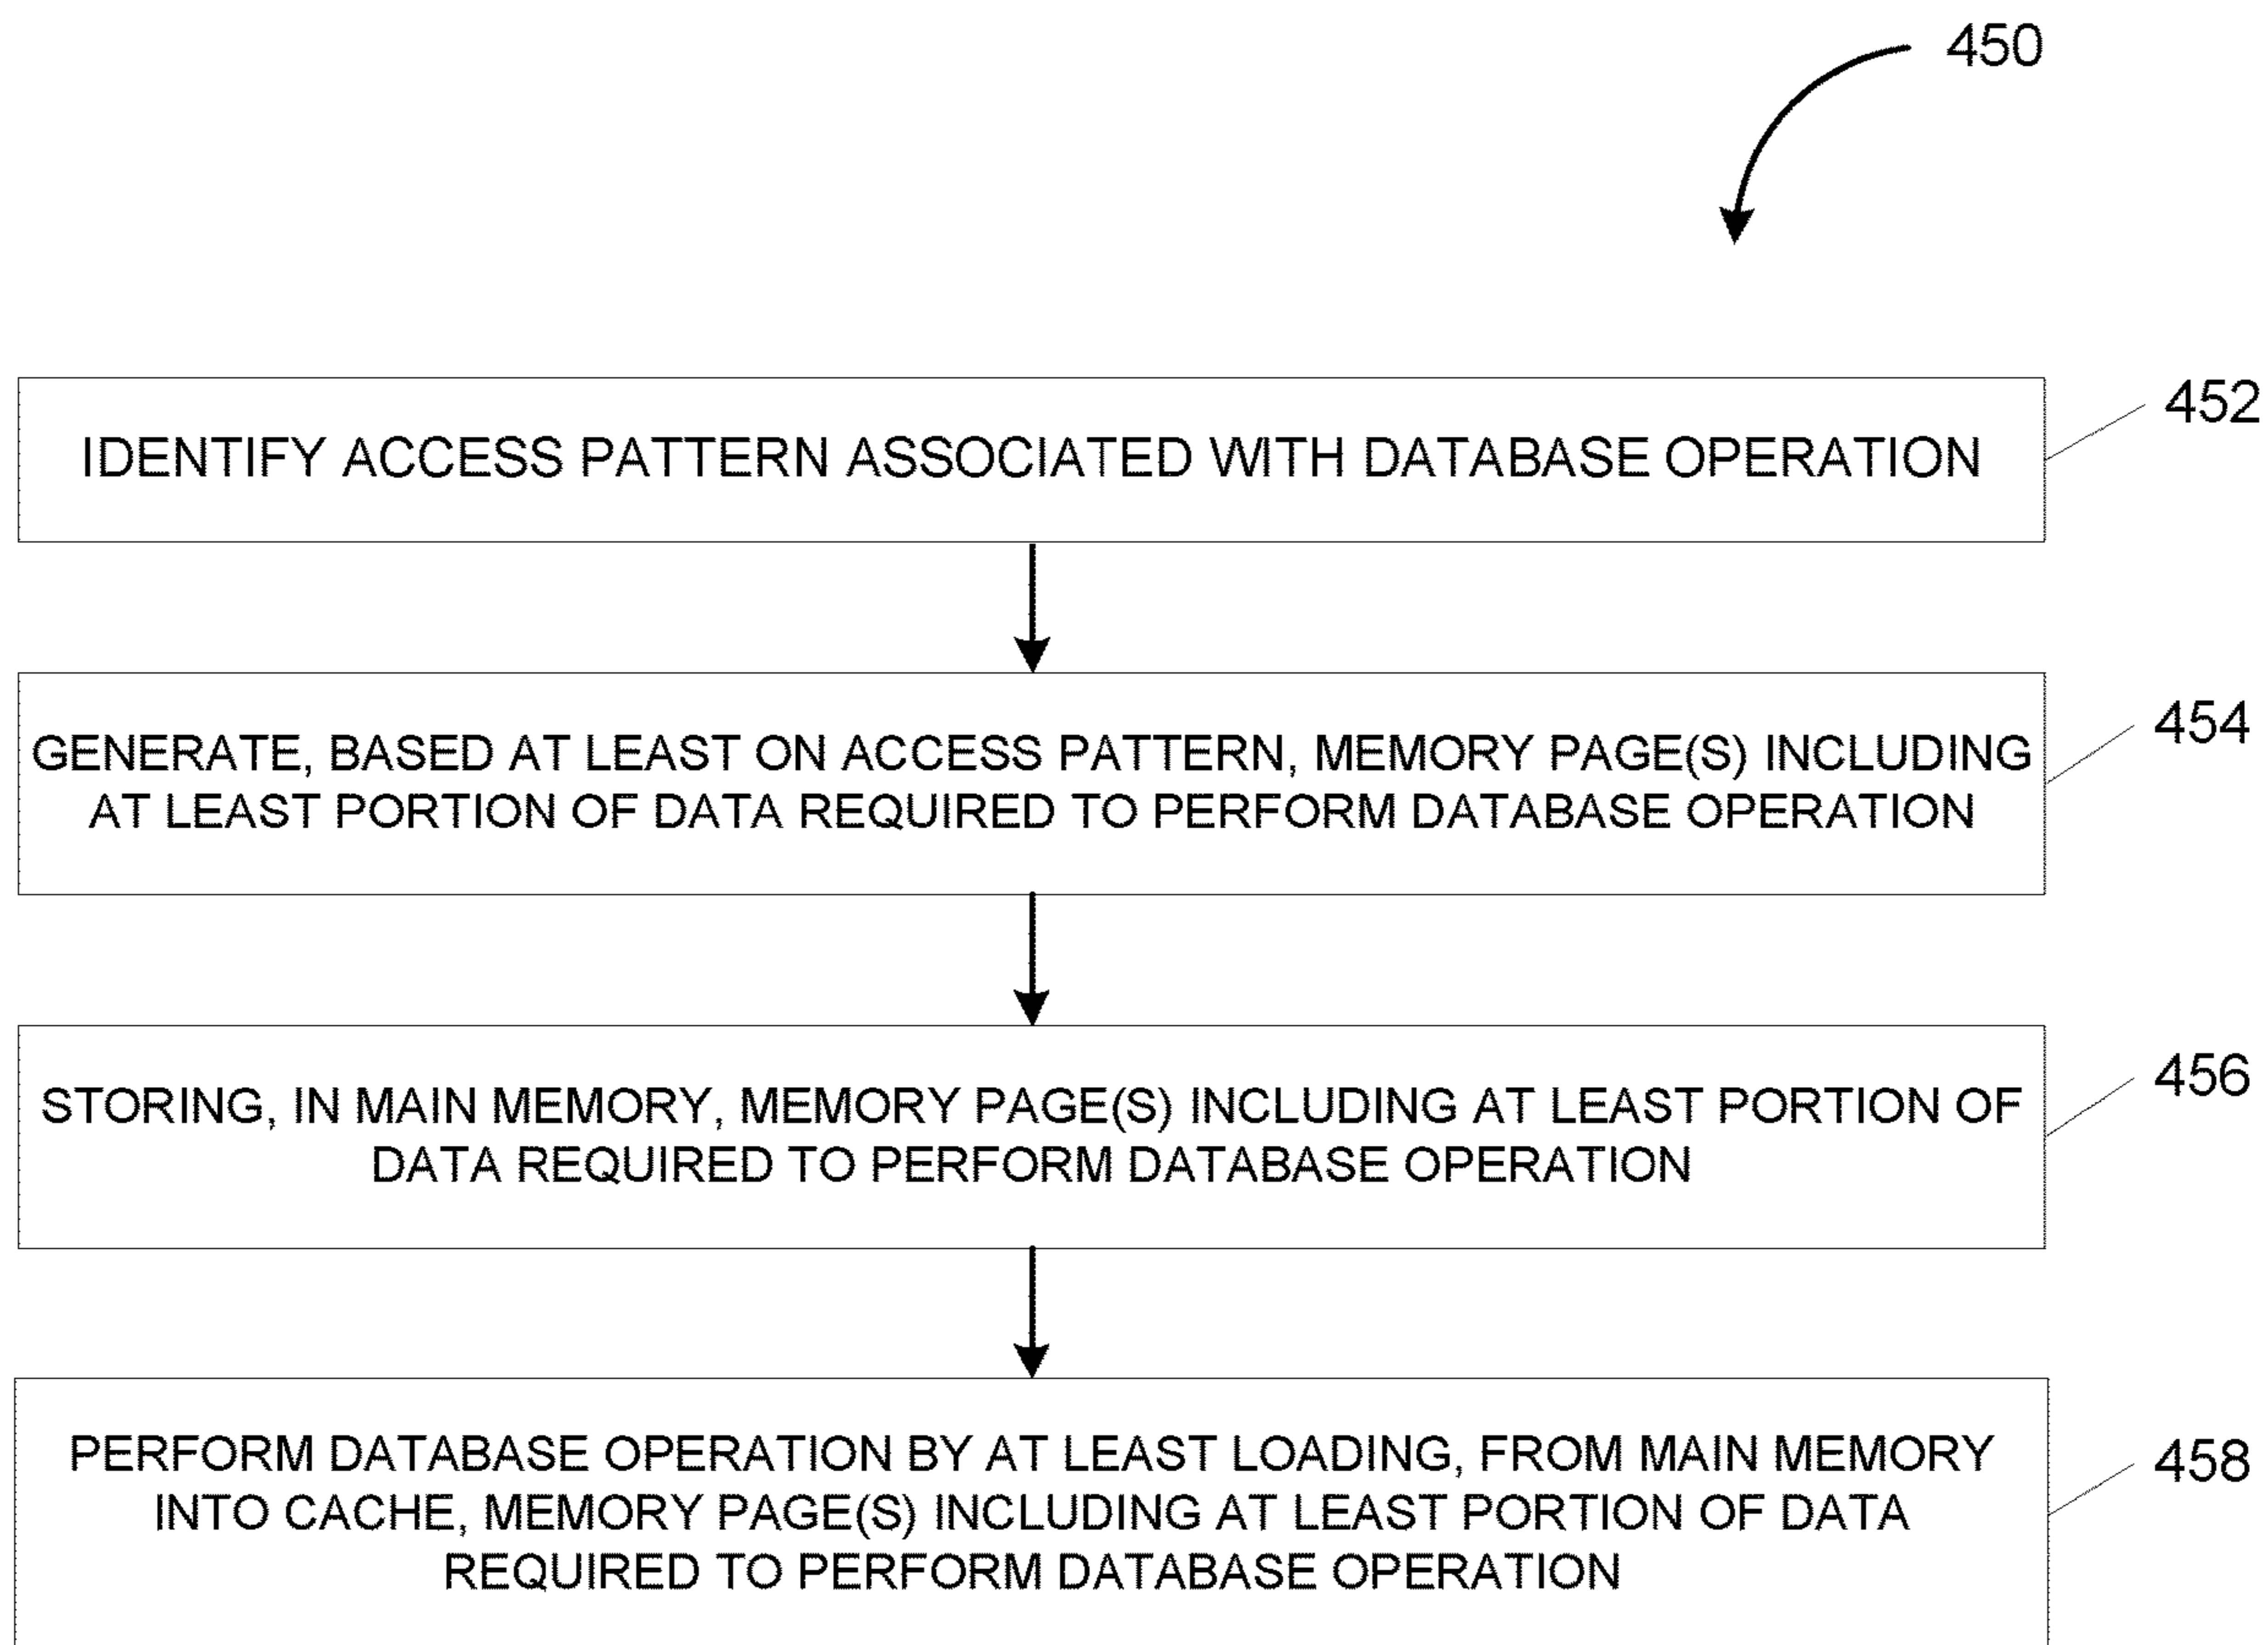 450
IDENTIFY ACCESS PATTERN ASSOCIATED WITH DATABASE OPERATION
452
GENERATE, BASED AT LEAST ON ACCESS PATTERN, MEMORY PAGE(S) INCLUDING
AT LEAST PORTION OF DATA REQUIRED TO PERFORM DATABASE OPERATION
454
STORING, IN MAIN MEMORY, MEMORY PAGE(S) INCLUDING AT LEAST PORTION OF
DATA REQUIRED TO PERFORM DATABASE OPERATION
456
PERFORM DATABASE OPERATION BY AT LEAST LOADING, FROM MAIN MEMORY
INTO CACHE, MEMORY PAGE(S) INCLUDING AT LEAST PORTION OF DATA
REQUIRED TO PERFORM DATABASE OPERATION
458